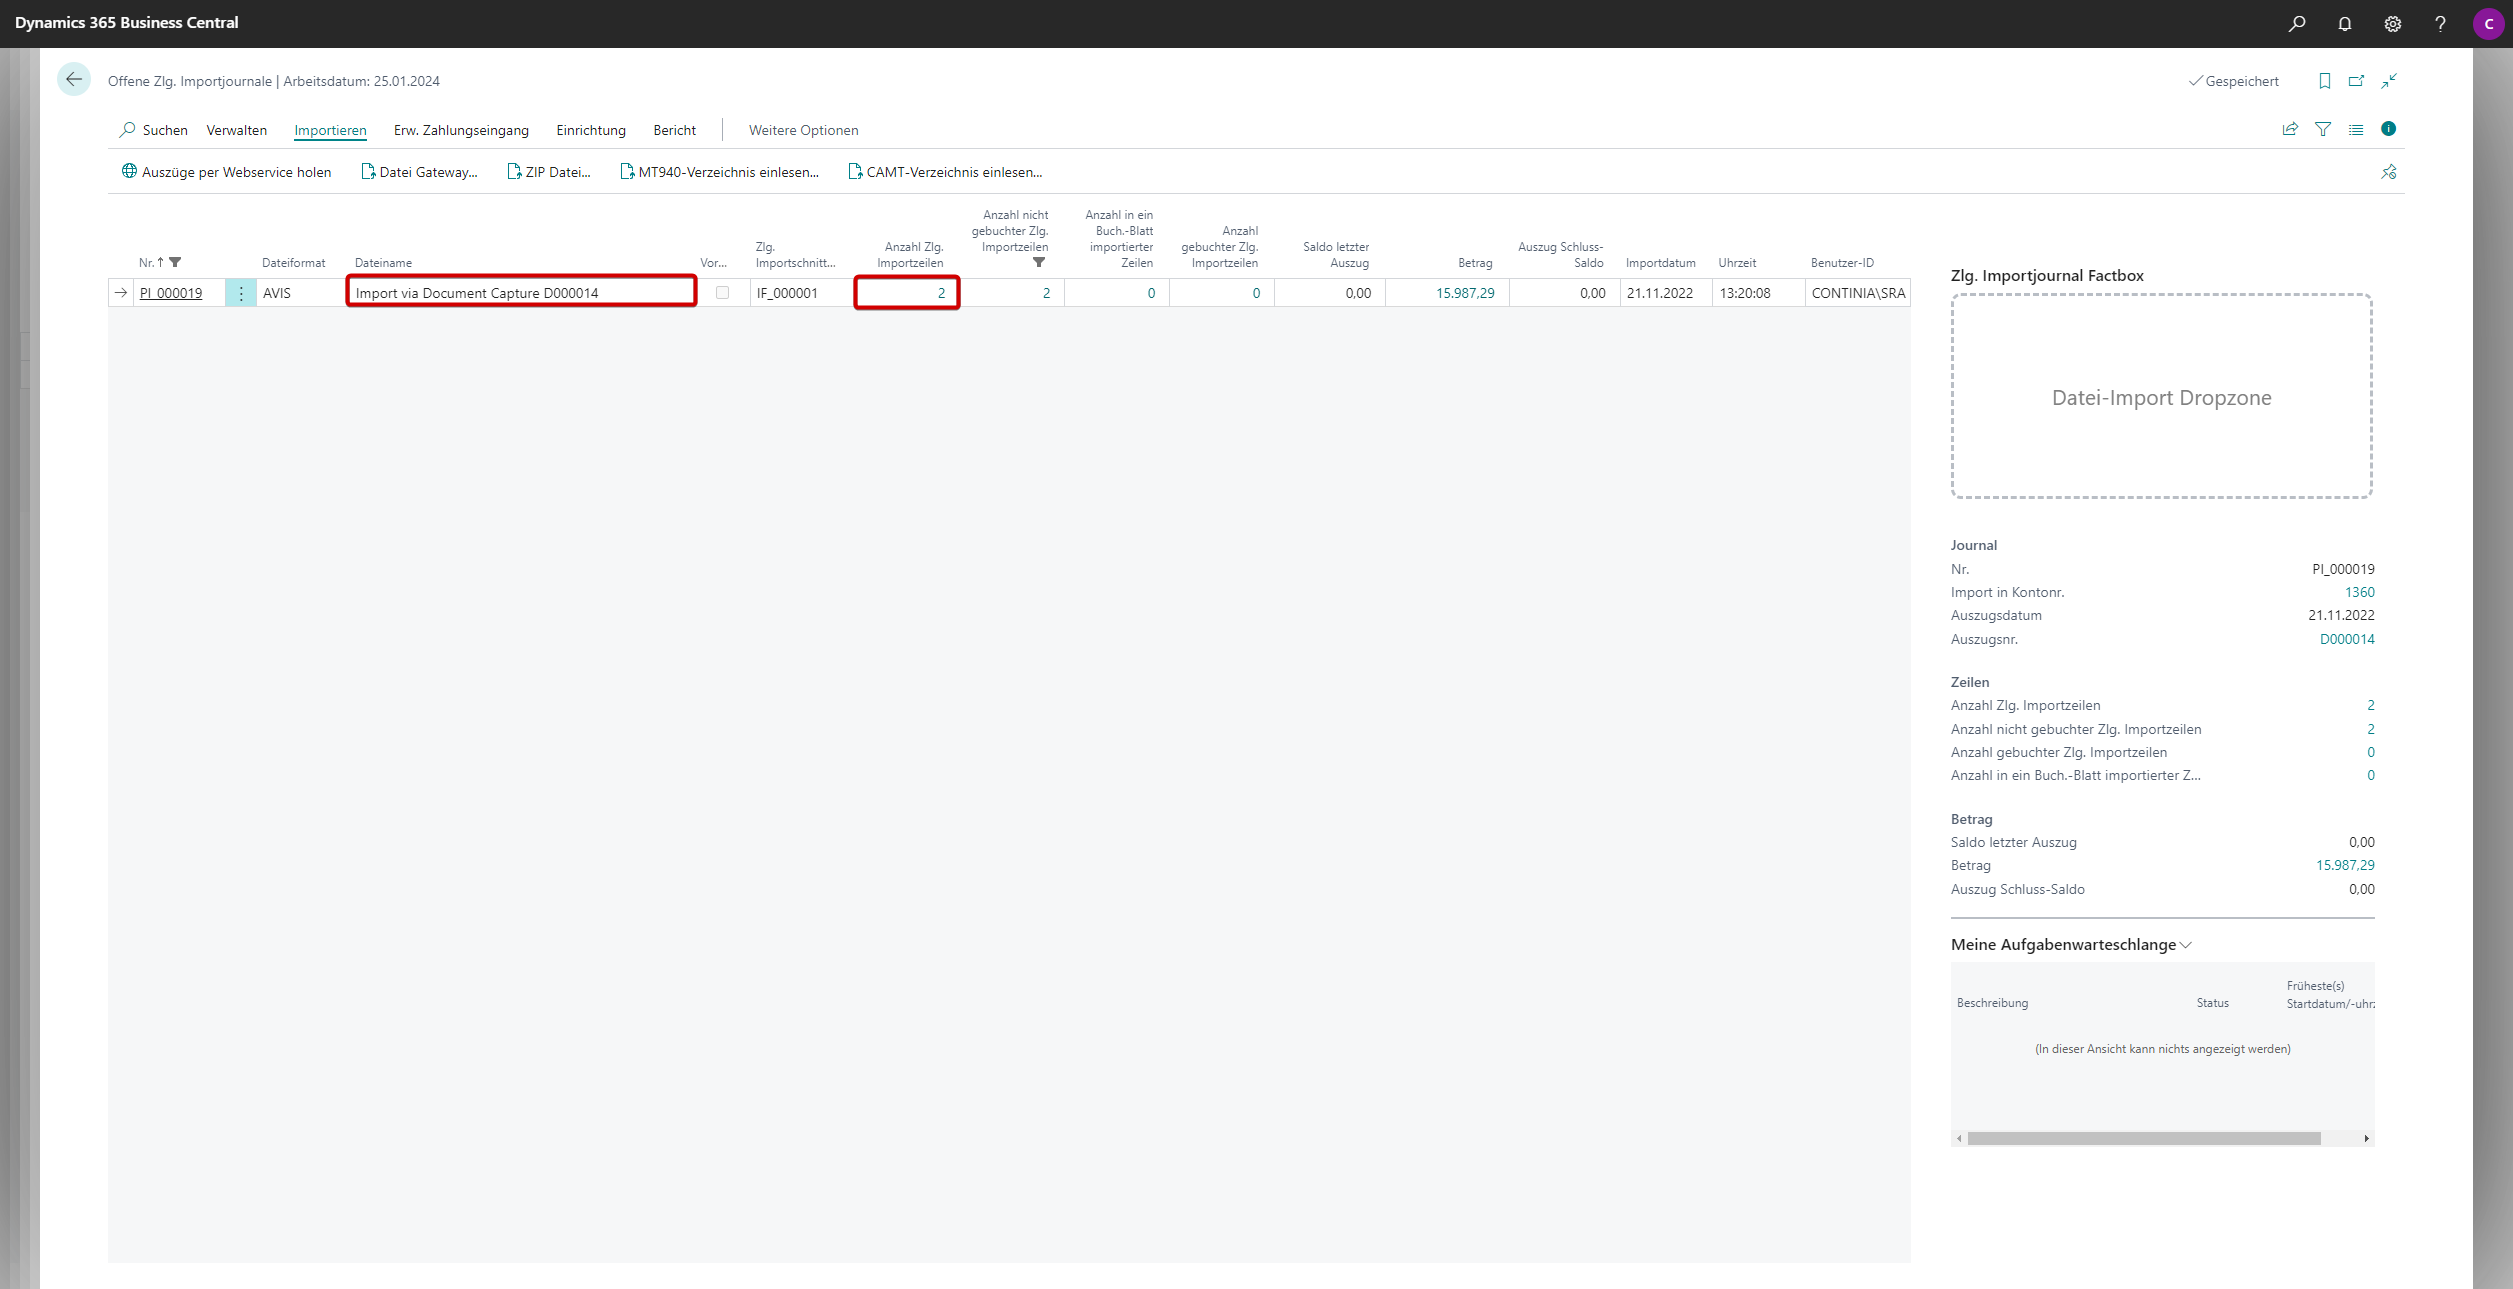 Dynamics 365 Business Central
C
Offene Zlg. Importjournale | Arbeitsdatum: 25.01.2024
Gespeichert
Suchen Verwalten Importieren Erw. Zahlungseingang Einrichtung Bericht Weitere Optionen
Auszüge per Webservice holen Datei Gateway... ZIP Datei... MT940-Verzeichnis einlesen... CAMT-Verzeichnis einlesen...
Nr. ↑
Dateiformat
Dateiname
Vor...
Zlg.
Importschnitt...
Anzahl Zlg.
Importzeilen
Anzahl nicht
gebuchter Zlg.
Importzeilen
Anzahl in ein
Buch.-Blatt
importierter
Zeilen
Anzahl
gebuchter Zlg.
Importzeilen
Saldo letzter
Auszug
Betrag
Auszug Schluss-
Saldo
Importdatum
Uhrzeit
Benutzer-ID
PI_000019 AVIS Import via Document Capture D000014 IF_000001 2 2 0 0 0,00 15.987,29 0,00 21.11.2022 13:20:08 CONTINIA\SRA
Zlg. Importjournal Factbox
Datei-Import Dropzone
Journal
Nr. PI_000019
Import in Kontonr. 1360
Auszugsdatum 21.11.2022
Auszugsnr. D000014
Zeilen
Anzahl Zlg. Importzeilen 2
Anzahl nicht gebuchter Zlg. Importzeilen 2
Anzahl gebuchter Zlg. Importzeilen 0
Anzahl in ein Buch.-Blatt importierter Z... 0
Betrag
Saldo letzter Auszug 0,00
Betrag 15.987,29
Auszug Schluss-Saldo 0,00
Meine Aufgabenwarteschlange
Beschreibung
Status
Früheste(s)
Startdatum/-uhrz
(In dieser Ansicht kann nichts angezeigt werden)